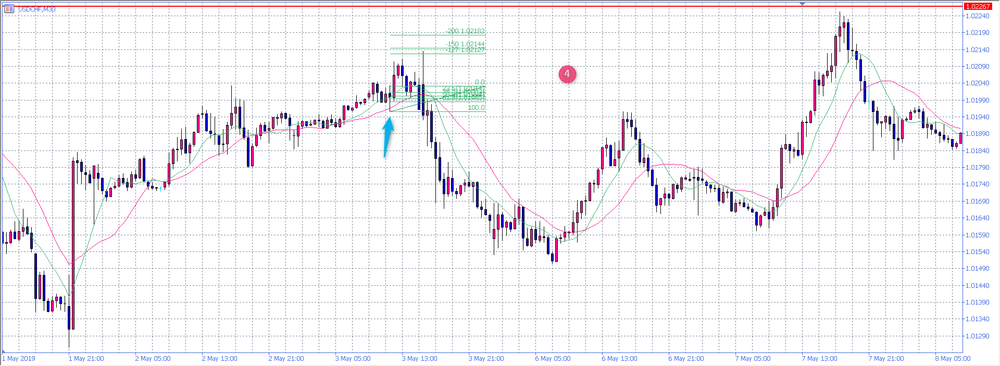 USDCHF,M30
1.02267
1.02240
1.02190
1.02140
1.02090
1.02040
1.01990
1.01940
1.01890
1.01840
1.01790
1.01740
1.01690
1.01640
1.01590
1.01540
1.01490
1.01440
1.01390
1.01340
1.01290
-200 1.02182
-150 1.02144
-127 1.02127
0.0
100.0
4
1 May 2019
1 May 21:00
2 May 05:00
2 May 13:00
2 May 21:00
3 May 05:00
3 May 13:00
3 May 21:00
6 May 05:00
6 May 13:00
6 May 21:00
7 May 05:00
7 May 13:00
7 May 21:00
8 May 05:00